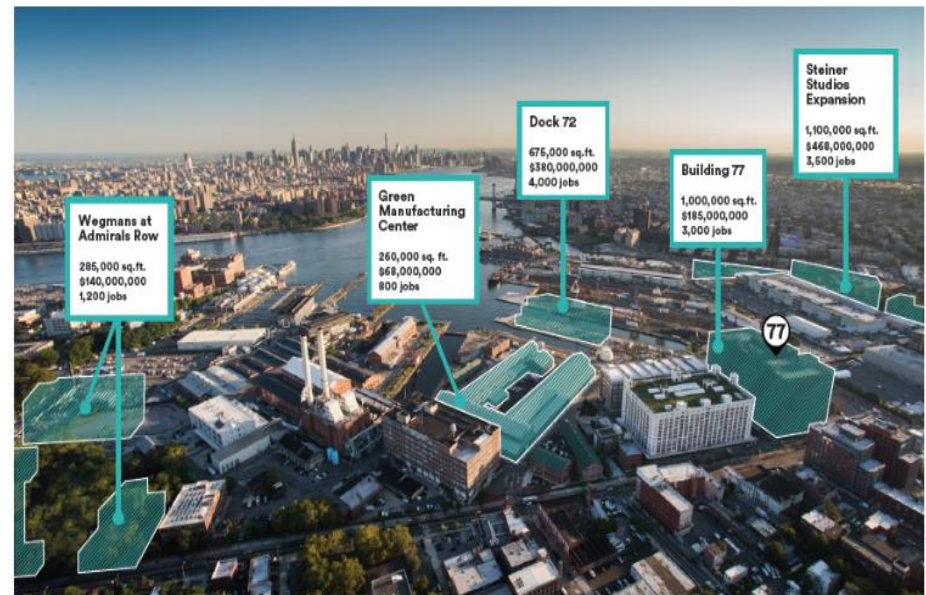 Wegmans at
Admirals Row
285,000 sq.ft.
$140,000,000
1,200 jobs
Green
Manufacturing
Center
260,000 sq. ft.
$68,000,000
800 jobs
Dock 72
675,000 sq.ft.
$380,000,000
4,000 jobs
Building 77
1,000,000 sq.ft.
$185,000,000
3,000 jobs
Steiner
Studios
Expansion
1,100,000 sq.ft.
$468,000,000
3,500 jobs
77